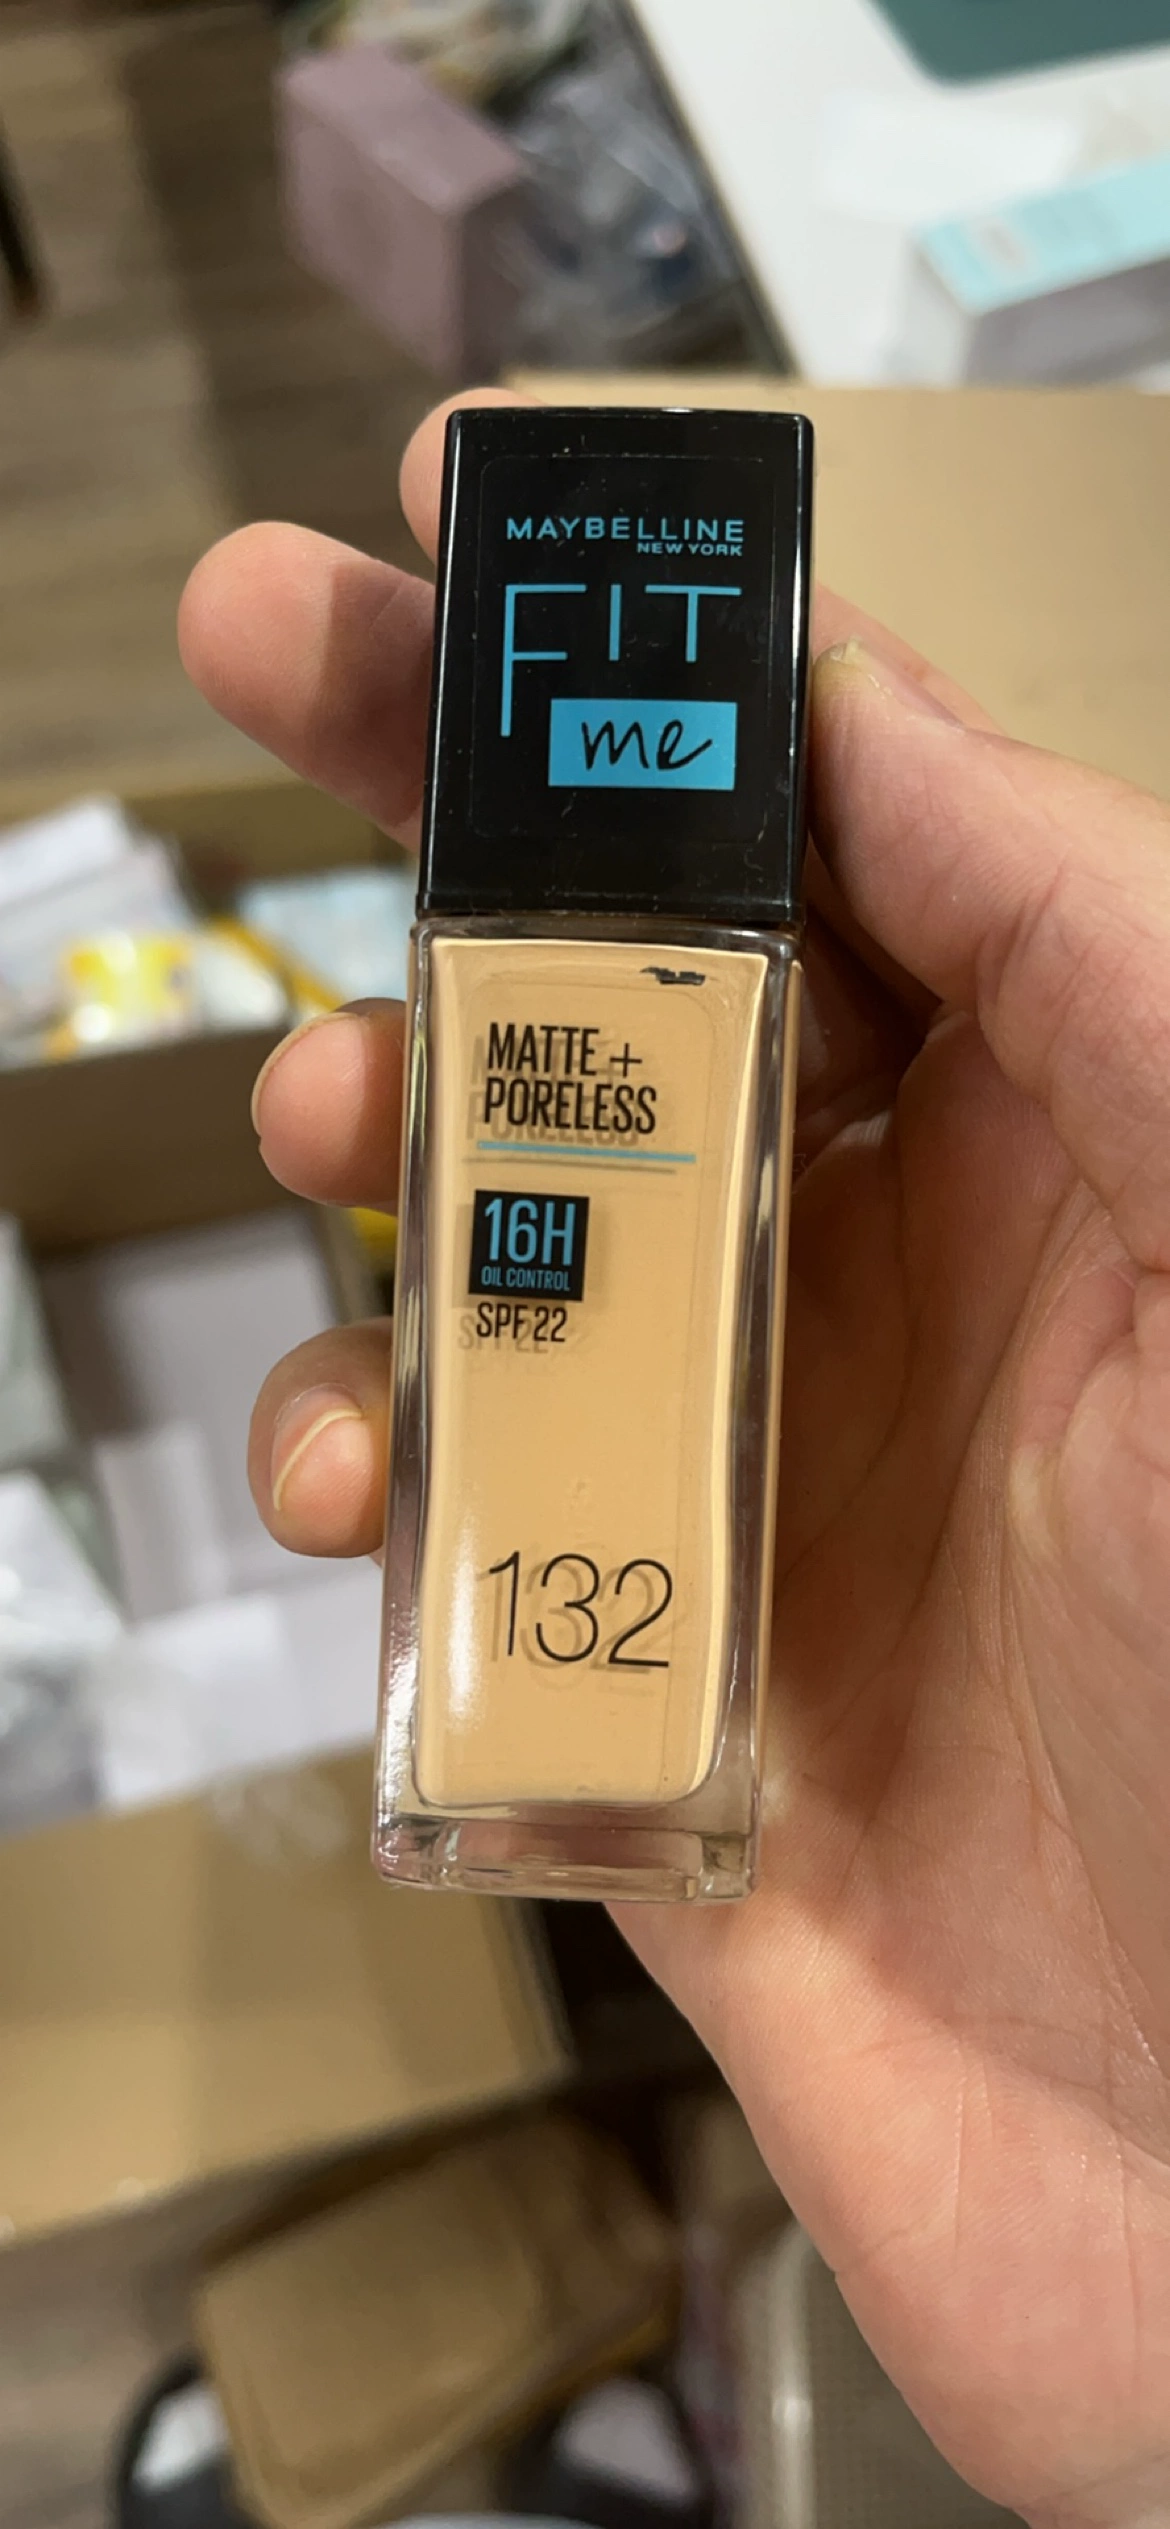 MAYBELLINE
NEW YORK
FIT
me
MATTE +
PORELESS
16H
OIL CONTROL
SPF 22
132